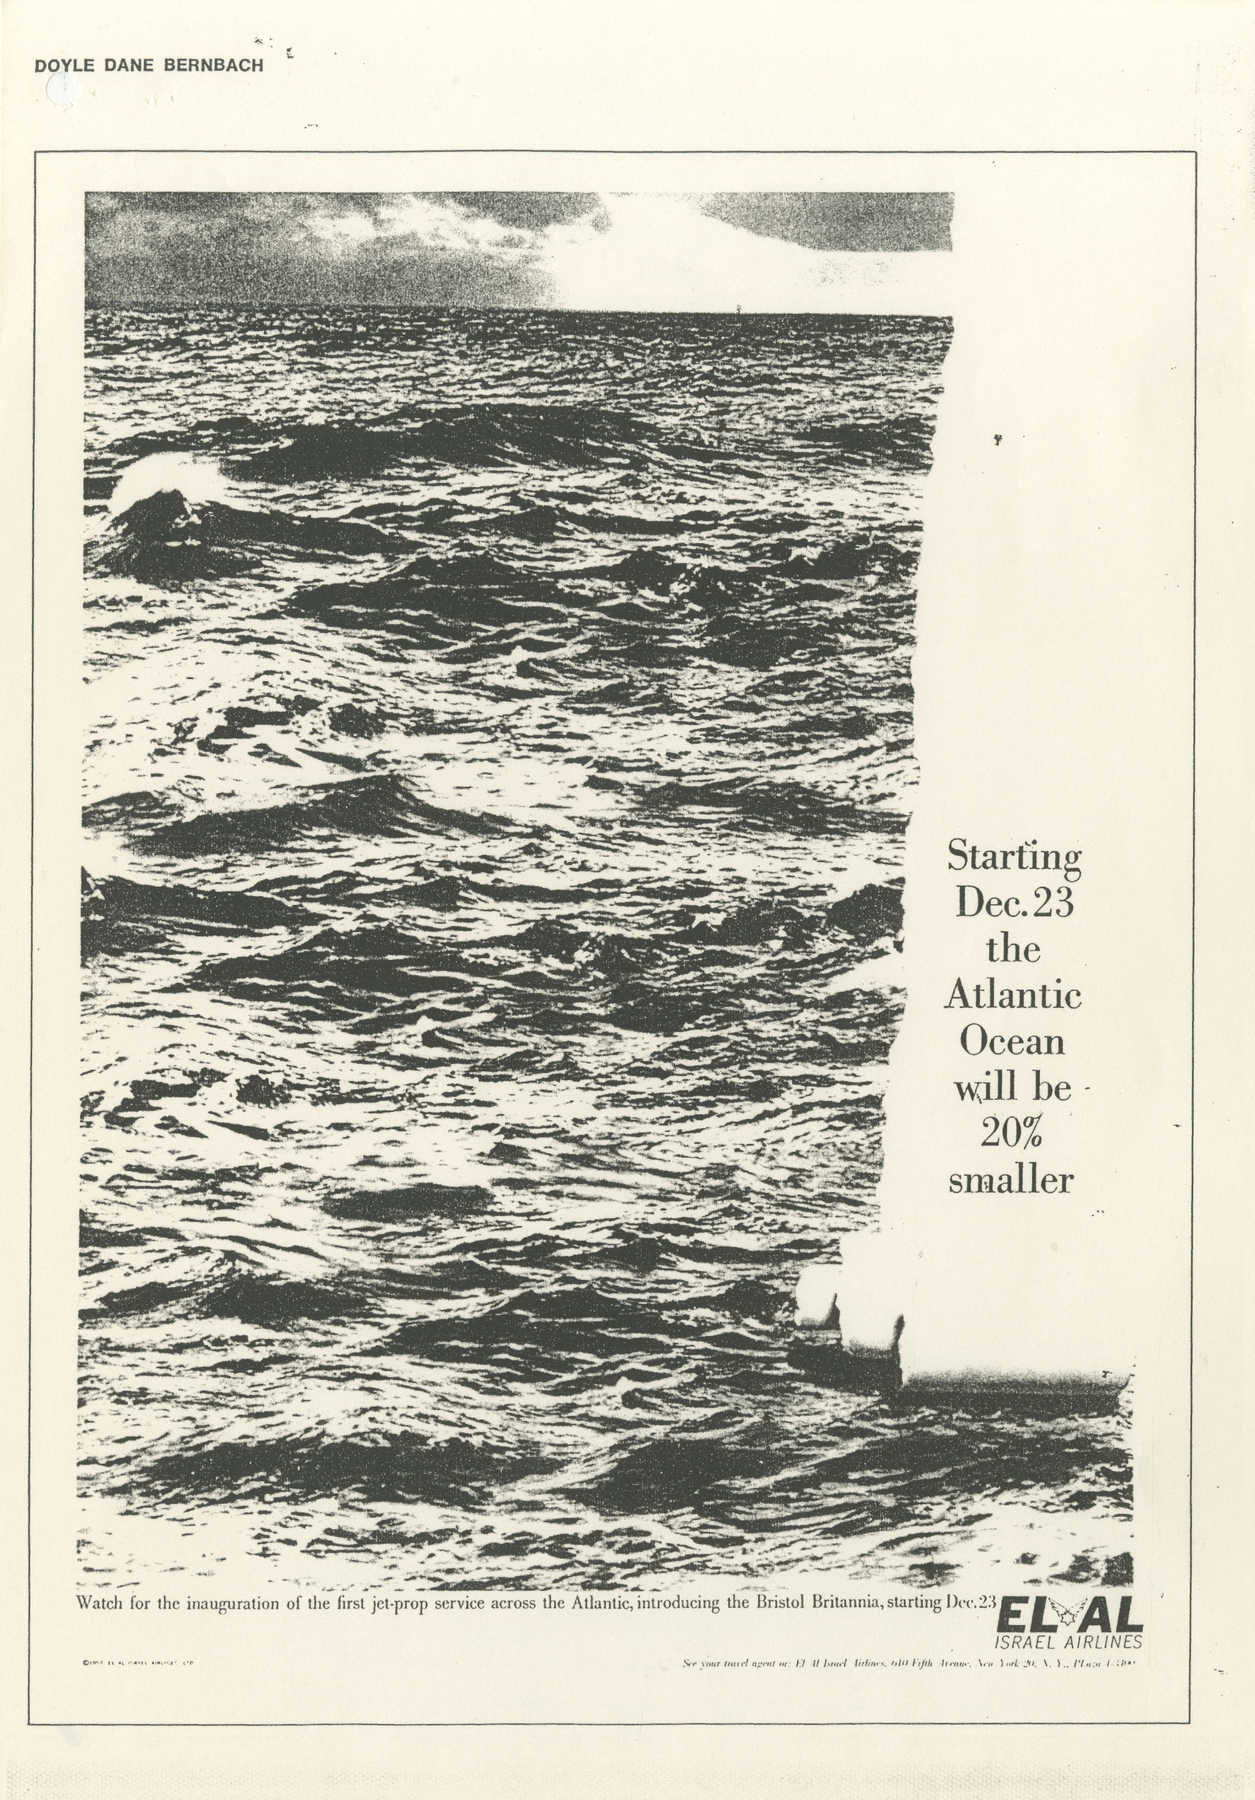 DOYLE DANE BERNBACH
Starting
Dec. 23
the
Atlantic
Ocean
will be
20%
smaller
Watch for the inauguration of the first jet-prop service across the Atlantic, introducing the Bristol Britannia, starting Dec. 23
EL AL
ISRAEL AIRLINES
See your travel agent or: El Al Israel Airlines, 610 Fifth Avenue, New York 20, N. Y., Plaza